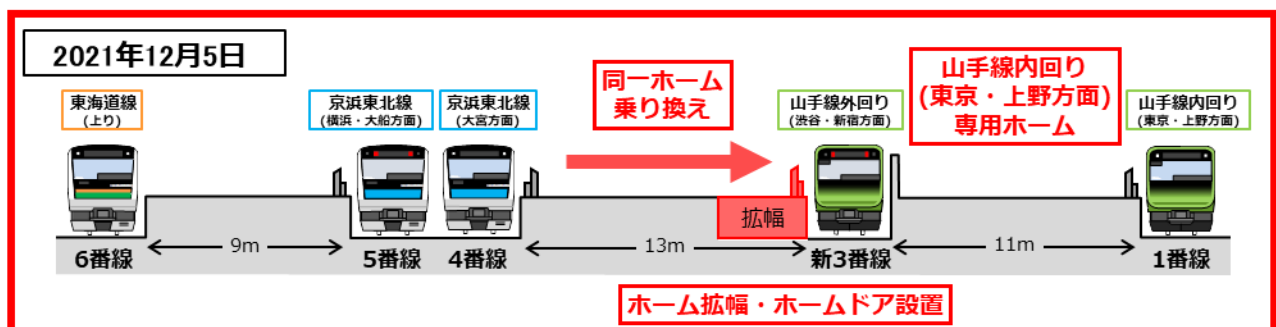 2021年12月5日
東海道線
(上り)
京浜東北線
(横浜・大船方面)
京浜東北線
(大宮方面)
同一ホーム
乗り換え
山手線外回り
(渋谷・新宿方面)
山手線内回り
(東京・上野方面)
専用ホーム
山手線内回り
(東京・上野方面)
拡幅
9m
13m
11m
6番線
5番線
4番線
新3番線
1番線
ホーム拡幅・ホームドア設置